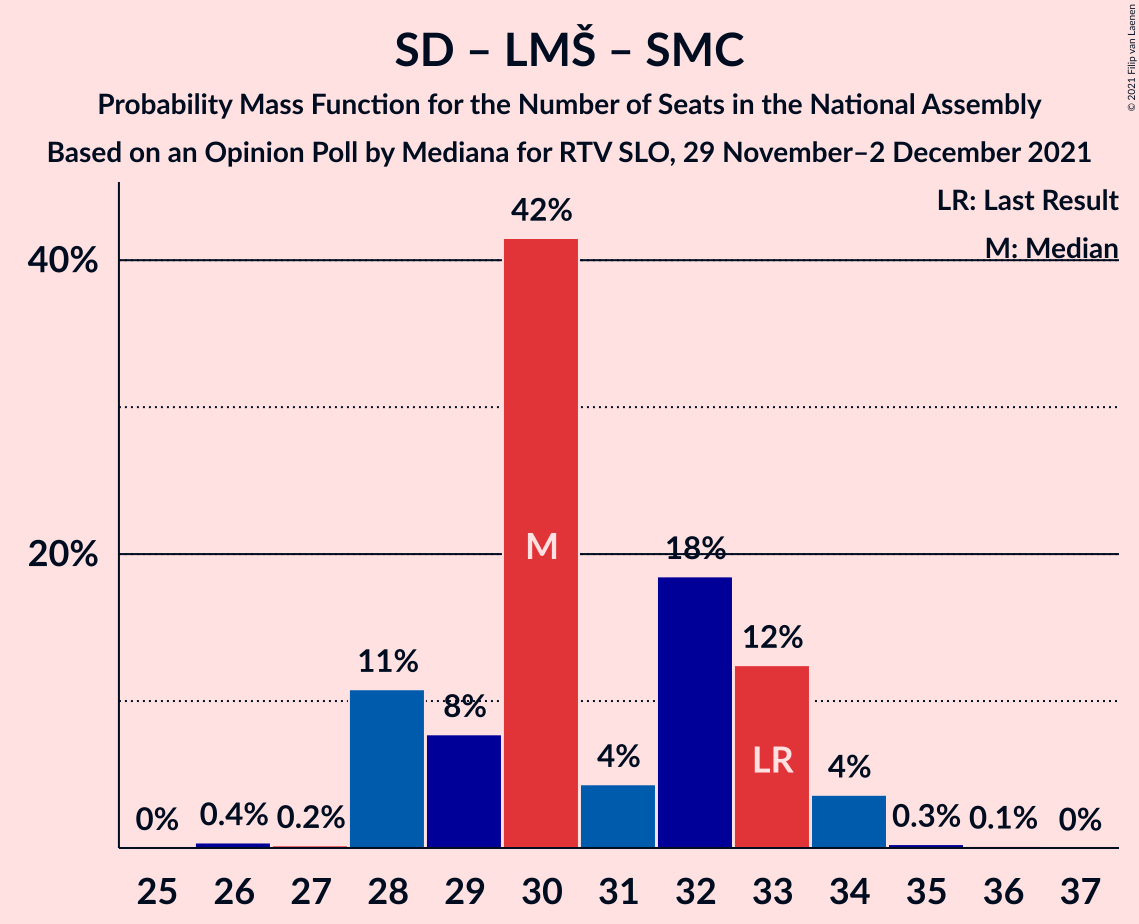 SD – LMŠ – SMC
Probability Mass Function for the Number of Seats in the National Assembly
Based on an Opinion Poll by Mediana for RTV SLO, 29 November–2 December 2021
© 2021 Filip van Laenen
LR: Last Result
M: Median
40%
20%
0%
0.4%
0.2%
11%
8%
42%
4%
18%
12%
4%
0.3%
0.1%
0%
M
LR
25 26 27 28 29 30 31 32 33 34 35 36 37